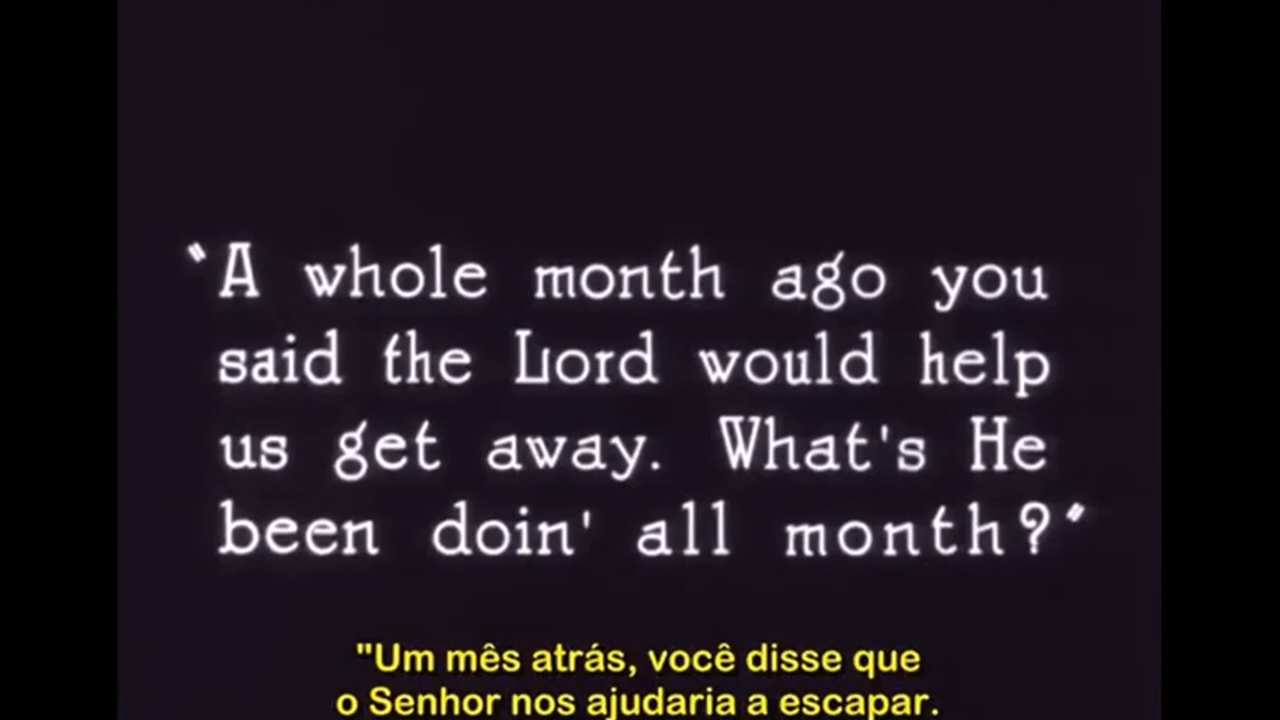 "A whole month ago you
said the Lord would help
us get away. What's He
been doin' all month?"
"Um mês atrás, você disse que
o Senhor nos ajudaria a escapar.